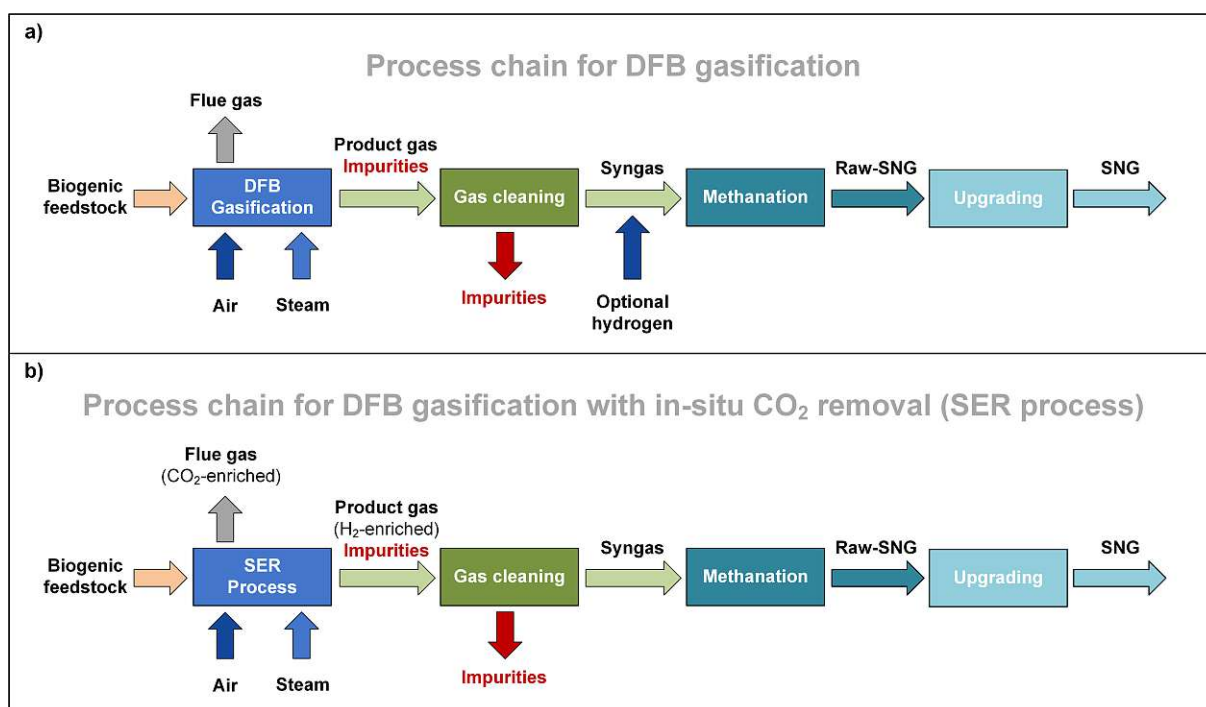 a)
Process chain for DFB gasification
Flue gas
Product gas
Impurities
Syngas
Raw-SNG
SNG
Biogenic
feedstock
DFB
Gasification
Gas cleaning
Methanation
Upgrading
Air
Steam
Impurities
Optional
hydrogen
b)
Process chain for DFB gasification with in-situ CO₂ removal (SER process)
Flue gas
(CO₂-enriched)
Product gas
(H₂-enriched)
Impurities
Syngas
Raw-SNG
SNG
Biogenic
feedstock
SER
Process
Gas cleaning
Methanation
Upgrading
Air
Steam
Impurities